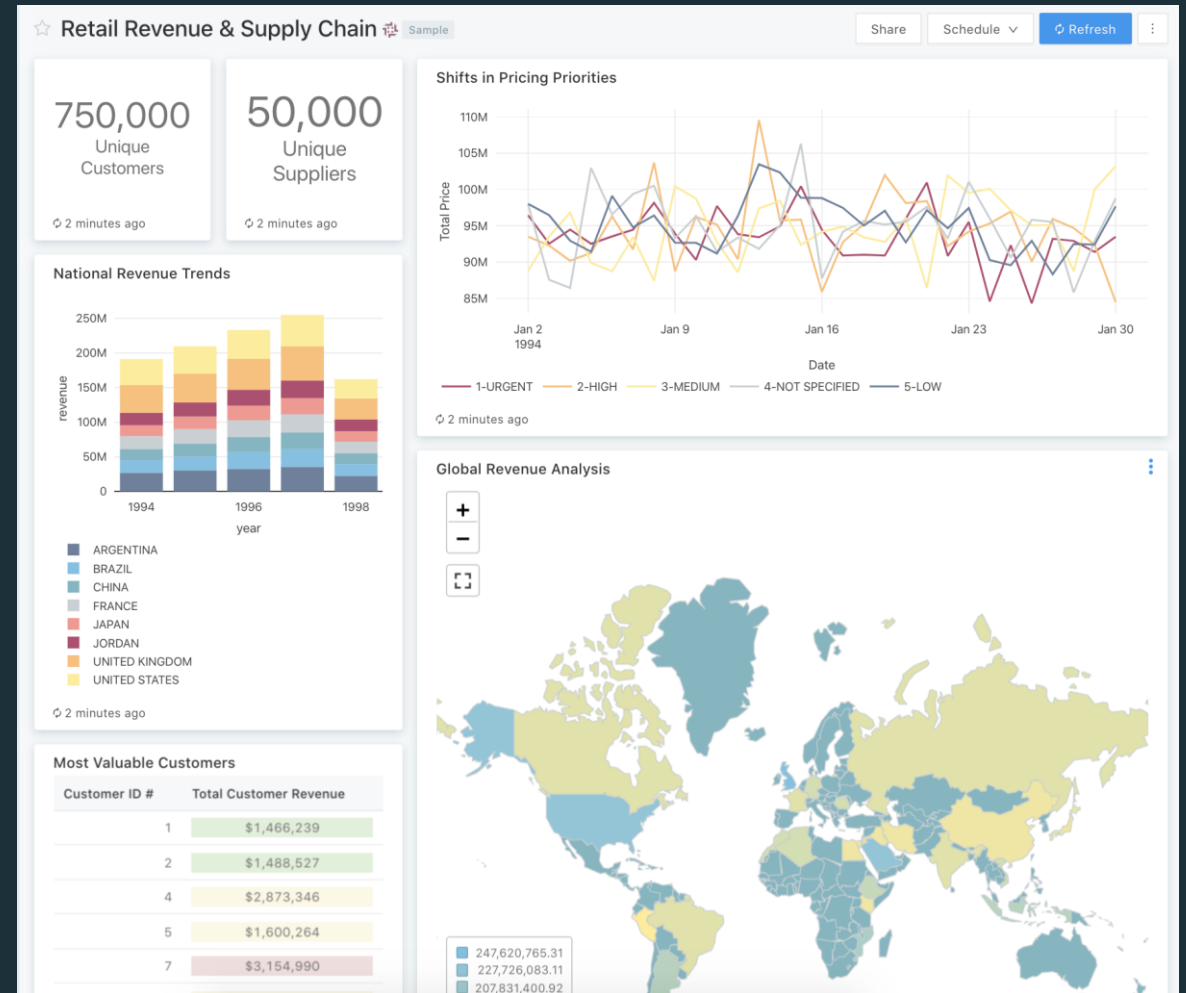 Retail Revenue & Supply Chain Sample
Share Schedule Refresh
750,000
Unique
Customers
2 minutes ago
50,000
Unique
Suppliers
2 minutes ago
Shifts in Pricing Priorities
110M
105M
100M
95M
90M
85M
Total Price
Jan 2
1994
Jan 9
Jan 16
Jan 23
Jan 30
Date
1-URGENT 2-HIGH 3-MEDIUM 4-NOT SPECIFIED 5-LOW
2 minutes ago
National Revenue Trends
250M
200M
150M
100M
50M
0
revenue
1994 1996 1998
year
ARGENTINA
BRAZIL
CHINA
FRANCE
JAPAN
JORDAN
UNITED KINGDOM
UNITED STATES
2 minutes ago
Global Revenue Analysis
+
−
247,620,765.31
227,726,083.11
207,831,400.92
Most Valuable Customers
Customer ID # Total Customer Revenue
1 $1,466,239
2 $1,488,527
4 $2,873,346
5 $1,600,264
7 $3,154,990